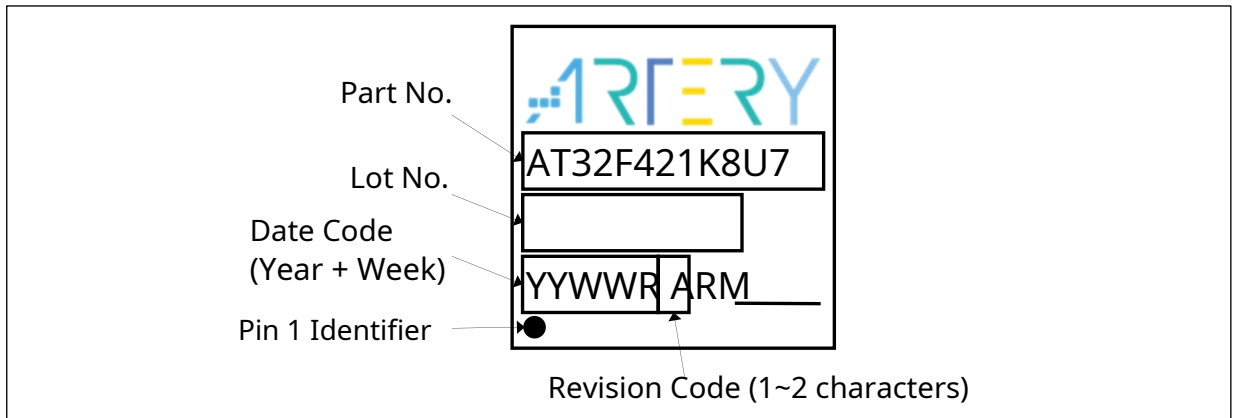 ARTERY
Part No.
AT32F421K8U7
Lot No.
Date Code
(Year + Week)
YYWWR ARM
Pin 1 Identifier
Revision Code (1~2 characters)